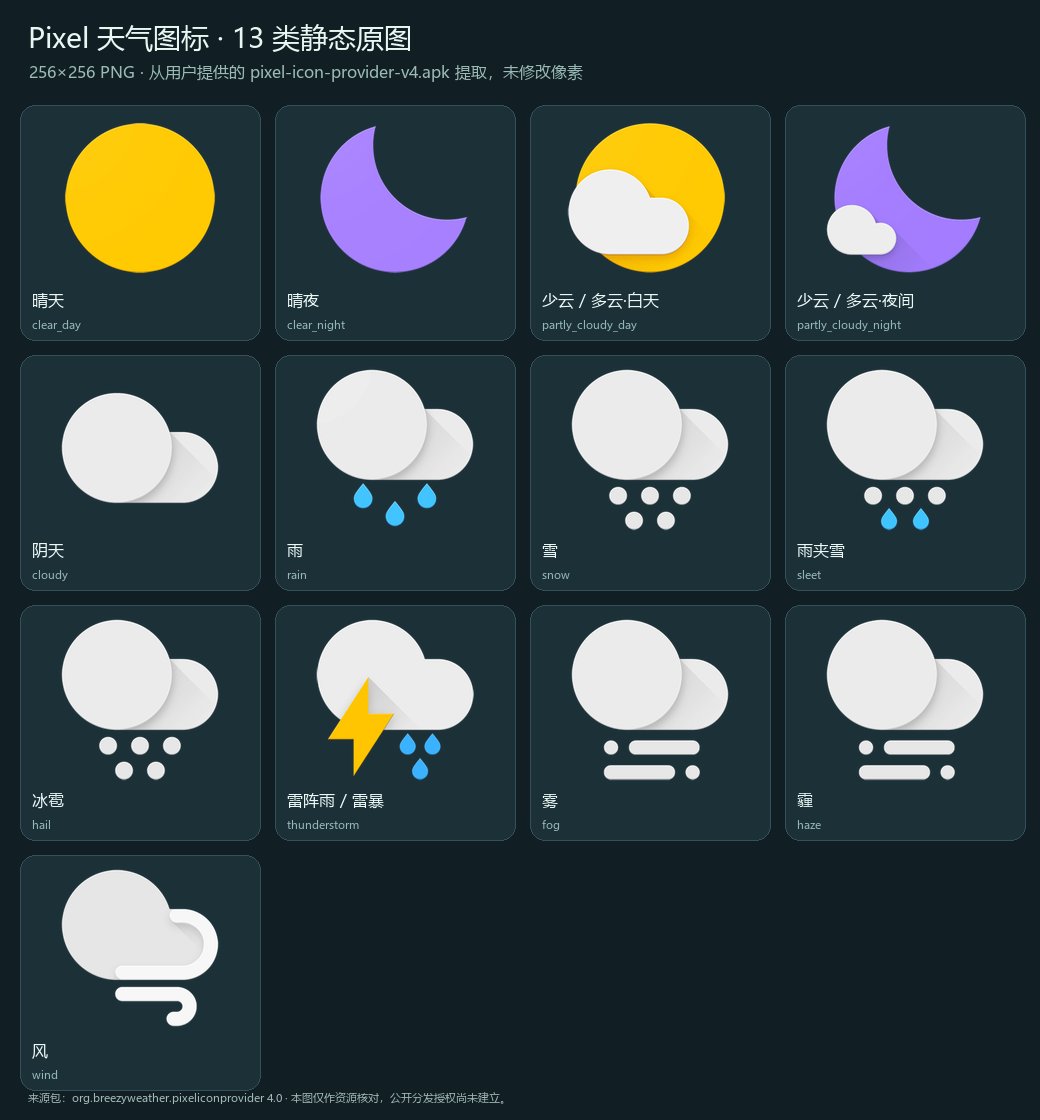 Pixel 天气图标 · 13 类静态原图
256×256 PNG · 从用户提供的 pixel-icon-provider-v4.apk 提取，未修改像素
晴天
clear_day
晴夜
clear_night
少云 / 多云·白天
partly_cloudy_day
少云 / 多云·夜间
partly_cloudy_night
阴天
cloudy
雨
rain
雪
snow
雨夹雪
sleet
冰雹
hail
雷阵雨 / 雷暴
thunderstorm
雾
fog
霾
haze
风
wind
来源包：org.breezyweather.pixeliconprovider 4.0 · 本图仅作资源核对，公开分发授权尚未建立。